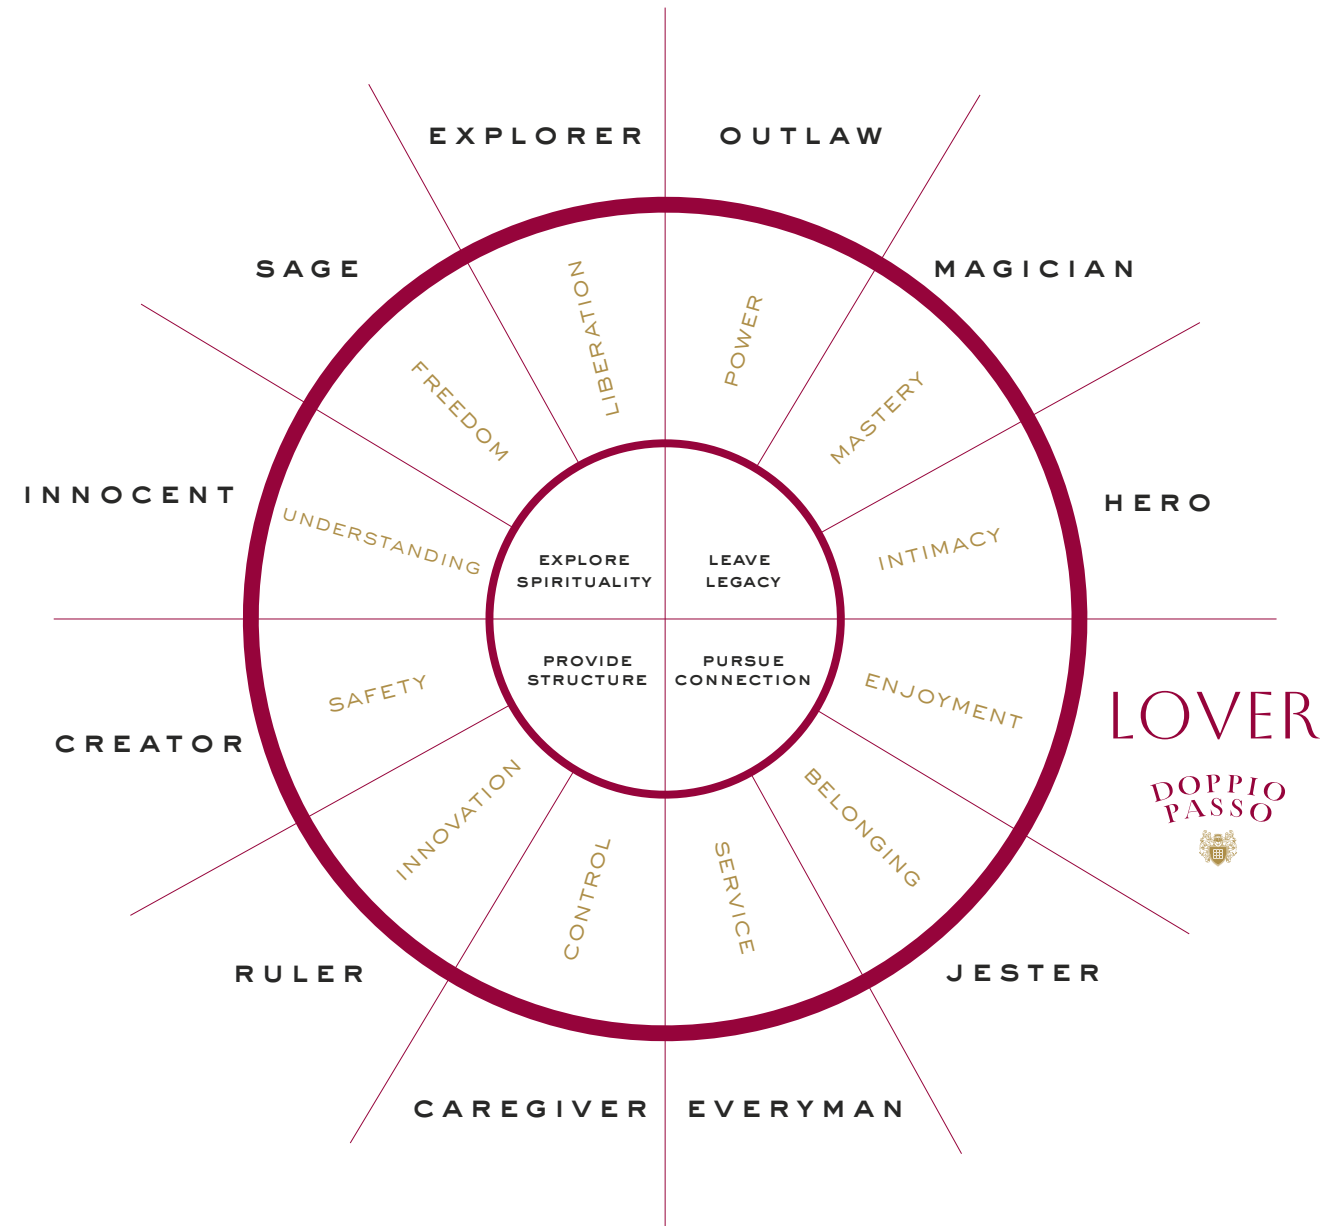 EXPLORER
OUTLAW
SAGE
MAGICIAN
LIBERATION
POWER
FREEDOM
MASTERY
INNOCENT
HERO
UNDERSTANDING
INTIMACY
EXPLORE
SPIRITUALITY
LEAVE
LEGACY
PROVIDE
STRUCTURE
PURSUE
CONNECTION
SAFETY
ENJOYMENT
CREATOR
LOVER
DOPPIO
PASSO
INNOVATION
BELONGING
CONTROL
SERVICE
RULER
JESTER
CAREGIVER
EVERYMAN